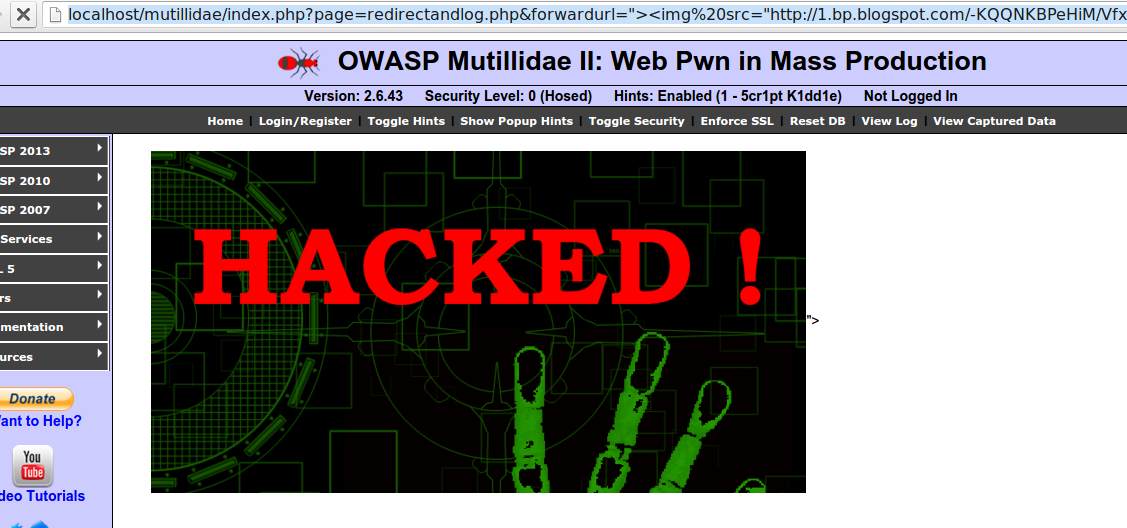 localhost/mutillidae/index.php?page=redirectandlog.php&forwardurl="><img%20src="http://1.bp.blogspot.com/-KQQNKBPeHiM/Vfx
OWASP Mutillidae II: Web Pwn in Mass Production
Version: 2.6.43 Security Level: 0 (Hosed) Hints: Enabled (1 - 5cr1pt K1dd1e) Not Logged In
Home | Login/Register | Toggle Hints | Show Popup Hints | Toggle Security | Enforce SSL | Reset DB | View Log | View Captured Data
SP 2013
SP 2010
SP 2007
Services
L 5
rs
mentation
urces
HACKED !
">
Donate
ant to Help?
You
Tube
deo Tutorials